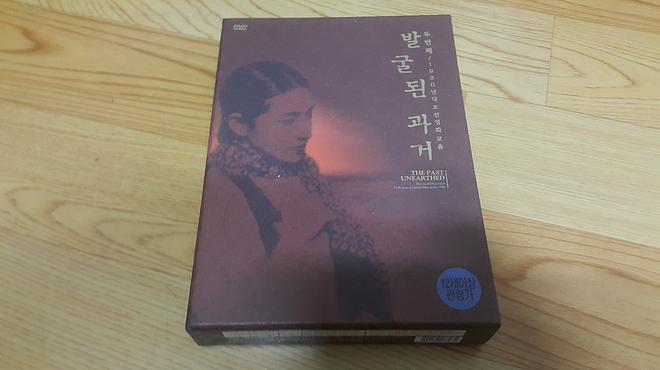 DVD
두번째/1930년대 조선영화모음
발굴된 과거
THE PAST
UNEARTHED
12세이상
관람가